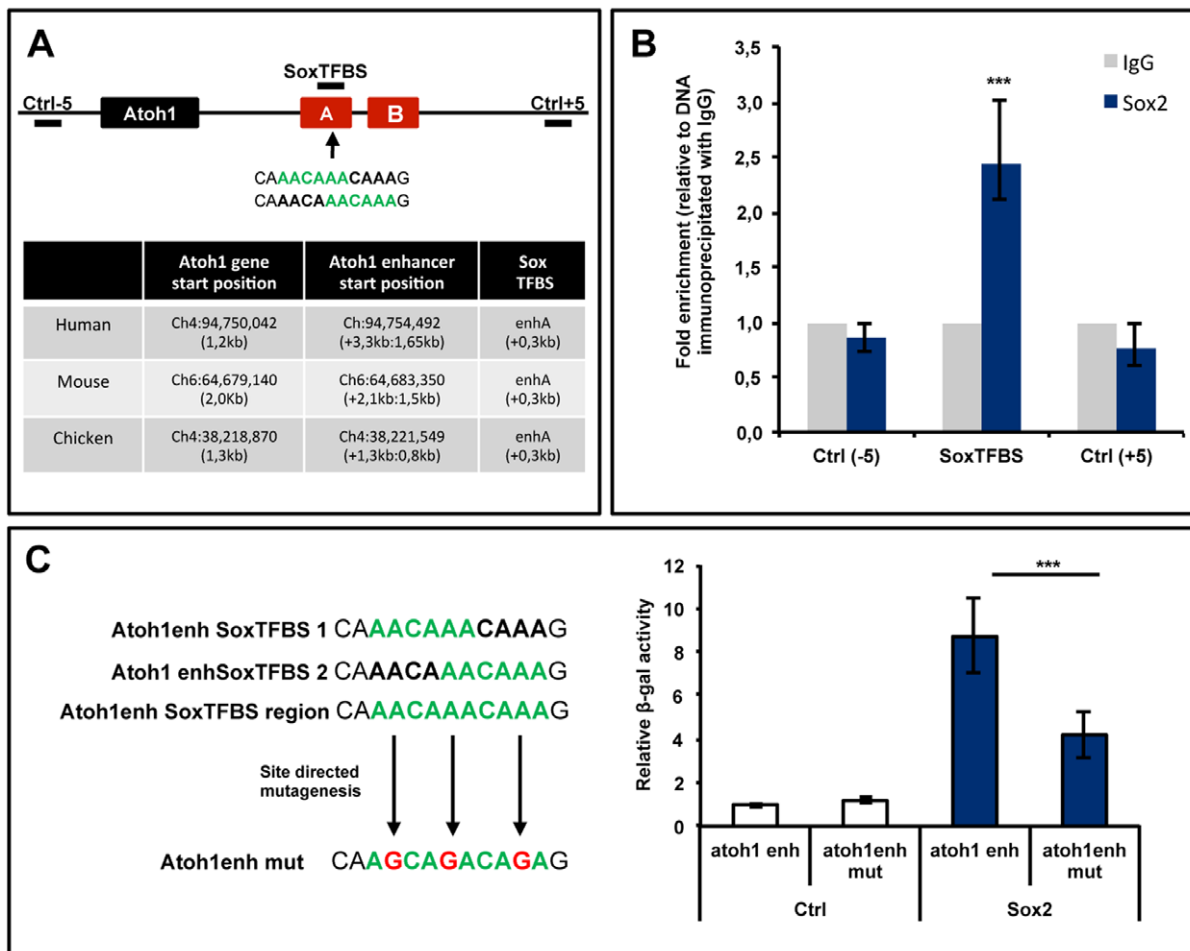 A
SoxTFBS
Ctrl-5
Ctrl+5
Atoh1
A
B
CAAACAAACAAAG
CAAACAAACAAAG
Atoh1 gene start position
Atoh1 enhancer start position
Sox TFBS
Human
Ch4:94,750,042 (1,2kb)
Ch:94,754,492 (+3,3kb:1,65kb)
enhA (+0,3kb)
Mouse
Ch6:64,679,140 (2,0Kb)
Ch6:64,683,350 (+2,1kb:1,5kb)
enhA (+0,3kb)
Chicken
Ch4:38,218,870 (1,3kb)
Ch4:38,221,549 (+1,3kb:0,8kb)
enhA (+0,3kb)
B
Fold enrichment (relative to DNA
immunoprecipitated with IgG)
3,5
3,0
2,5
2,0
1,5
1,0
0,5
0,0
***
IgG
Sox2
Ctrl (-5)
SoxTFBS
Ctrl (+5)
C
Atoh1enh SoxTFBS 1 CAAACAAACAAAG
Atoh1 enhSoxTFBS 2 CAAACAAACAAAG
Atoh1enh SoxTFBS region CAAACAAACAAAG
Site directed
mutagenesis
Atoh1enh mut CAAGCAGACAGAG
Relative β-gal activity
12
10
8
6
4
2
0
***
atoh1 enh
atoh1enh mut
atoh1 enh
atoh1enh mut
Ctrl
Sox2